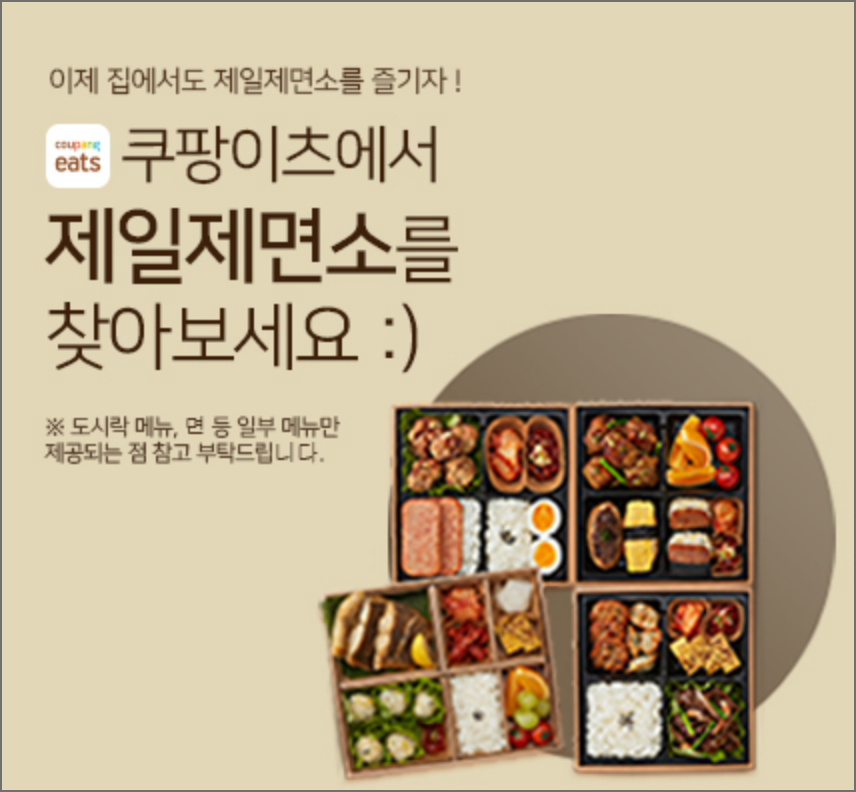 이제 집에서도 제일제면소를 즐기자 !
coupang
eats
쿠팡이츠에서
제일제면소를
찾아보세요 :)
※ 도시락 메뉴, 면 등 일부 메뉴만
제공되는 점 참고 부탁드립니다.